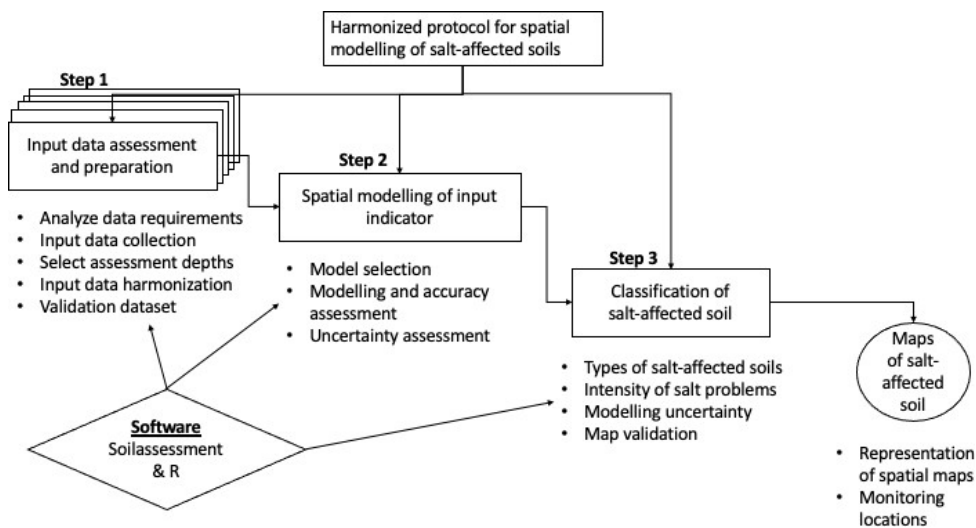 Harmonized protocol for spatial
modelling of salt-affected soils
Step 1
Input data assessment
and preparation
• Analyze data requirements
• Input data collection
• Select assessment depths
• Input data harmonization
• Validation dataset
Step 2
Spatial modelling of input
indicator
• Model selection
• Modelling and accuracy
assessment
• Uncertainty assessment
Step 3
Classification of
salt-affected soil
• Types of salt-affected soils
• Intensity of salt problems
• Modelling uncertainty
• Map validation
Maps
of salt-
affected
soil
• Representation
of spatial maps
• Monitoring
locations
Software
Soilassessment
& R